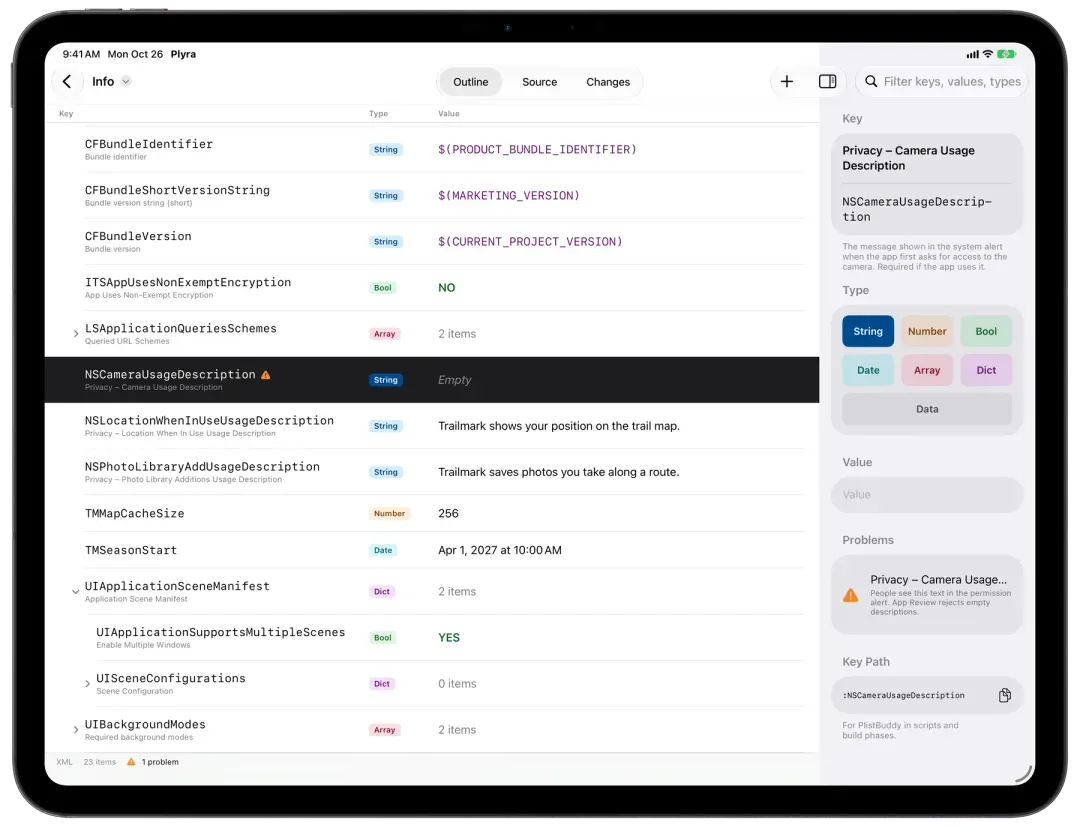 9:41 AM Mon Oct 26 Plyra
Info
Outline
Source
Changes
Filter keys, values, types
Key
Type
Value
CFBundleIdentifier
Bundle identifier
String
$(PRODUCT_BUNDLE_IDENTIFIER)
CFBundleShortVersionString
Bundle version string (short)
String
$(MARKETING_VERSION)
CFBundleVersion
Bundle version
String
$(CURRENT_PROJECT_VERSION)
ITSAppUsesNonExemptEncryption
App Uses Non-Exempt Encryption
Bool
NO
LSApplicationQueriesSchemes
Queried URL Schemes
Array
2 items
NSCameraUsageDescription
Privacy – Camera Usage Description
String
Empty
NSLocationWhenInUseUsageDescription
Privacy – Location When In Use Usage Description
String
Trailmark shows your position on the trail map.
NSPhotoLibraryAddUsageDescription
Privacy – Photo Library Additions Usage Description
String
Trailmark saves photos you take along a route.
TMMapCacheSize
Number
256
TMSeasonStart
Date
Apr 1, 2027 at 10:00 AM
UIApplicationSceneManifest
Application Scene Manifest
Dict
2 items
UIApplicationSupportsMultipleScenes
Enable Multiple Windows
Bool
YES
UISceneConfigurations
Scene Configuration
Dict
0 items
UIBackgroundModes
Required background modes
Array
2 items
XML 23 items 1 problem
Key
Privacy – Camera Usage
Description
NSCameraUsageDescrip-
tion
The message shown in the system alert
when the app first asks for access to the
camera. Required if the app uses it.
Type
String
Number
Bool
Date
Array
Dict
Data
Value
Value
Problems
Privacy – Camera Usage...
People see this text in the permission
alert. App Review rejects empty
descriptions.
Key Path
:NSCameraUsageDescription
For PlistBuddy in scripts and
build phases.